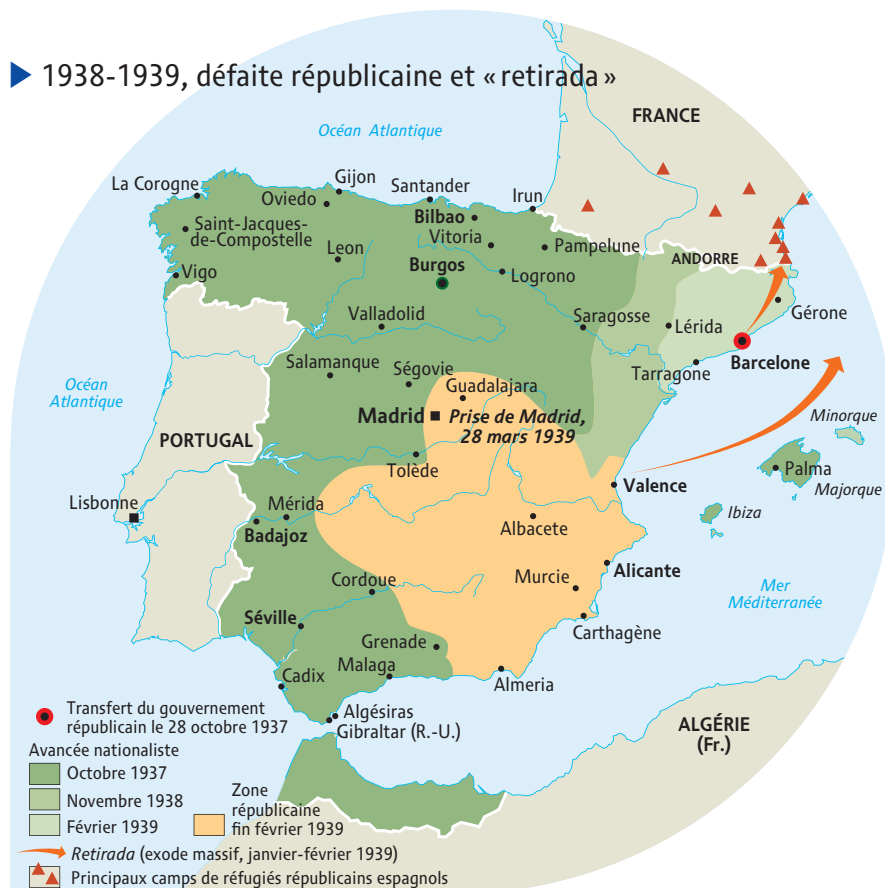 1938-1939, défaite républicaine et « retirada »
FRANCE
Océan Atlantique
La Corogne
Gijon
Oviedo
Santander
Irun
Bilbao
Saint-Jacques-
de-Compostelle
Vitoria
Pampelune
Leon
ANDORRE
Burgos
Logrono
Vigo
Gérone
Valladolid
Saragosse
Lérida
Salamanque
Ségovie
Tarragone
Barcelone
Guadalajara
Océan
Atlantique
Madrid
Prise de Madrid,
28 mars 1939
Minorque
PORTUGAL
Tolède
Palma
Majorque
Valence
Lisbonne
Mérida
Ibiza
Badajoz
Albacete
Cordoue
Murcie
Alicante
Mer
Méditerranée
Séville
Carthagène
Grenade
Malaga
Cadix
Almeria
Algésiras
Gibraltar (R.-U.)
ALGÉRIE
(Fr.)
Transfert du gouvernement
républicain le 28 octobre 1937
Avancée nationaliste
Octobre 1937
Novembre 1938
Février 1939
Zone
républicaine
fin février 1939
Retirada (exode massif, janvier-février 1939)
Principaux camps de réfugiés républicains espagnols